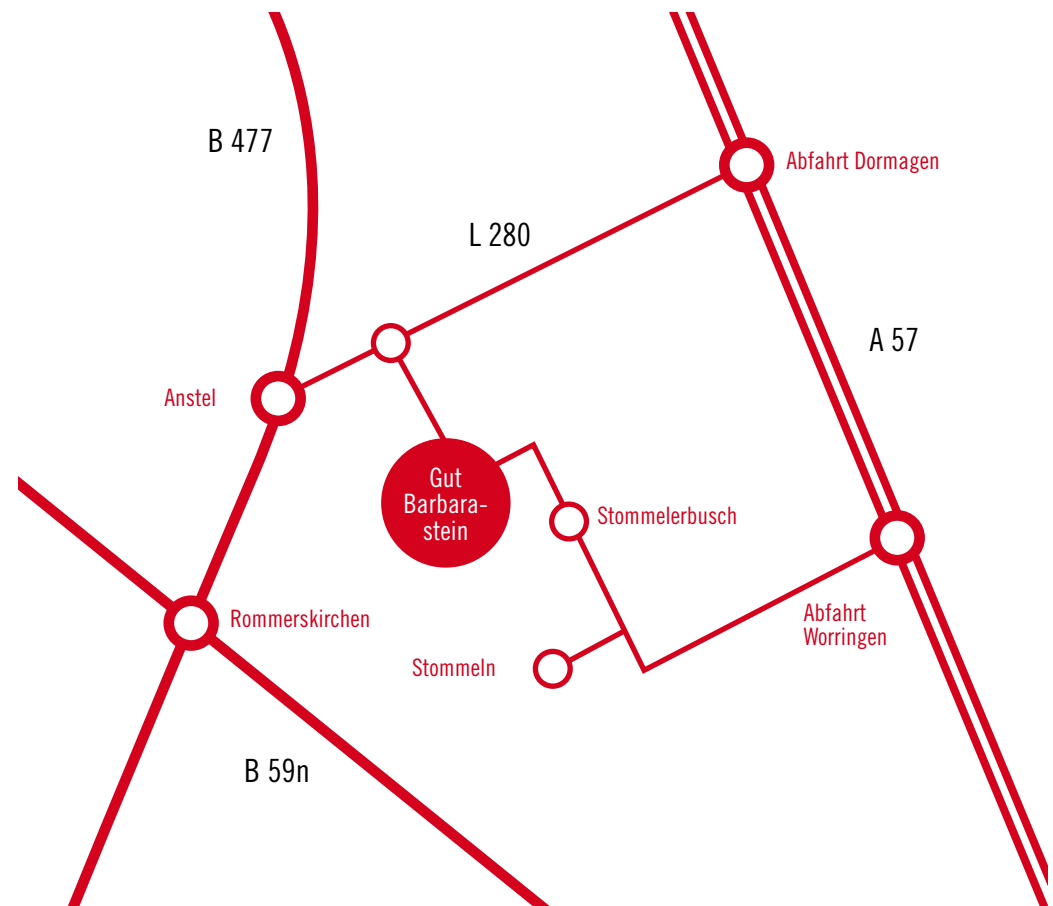 B 477
Abfahrt Dormagen
L 280
A 57
Anstel
Gut
Barbara-
stein
Stommelerbusch
Rommerskirchen
Abfahrt
Worringen
Stommeln
B 59n